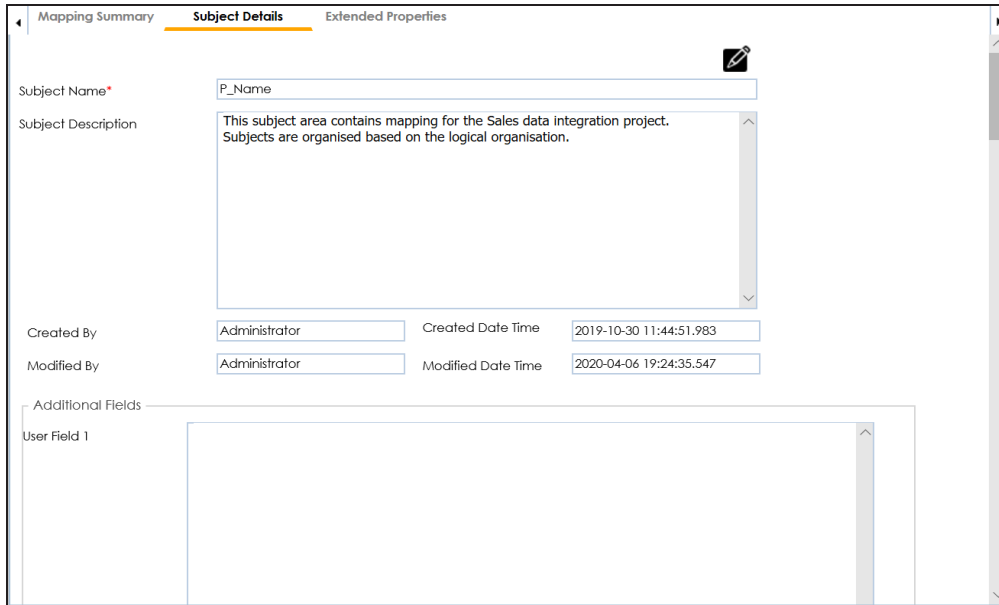 Mapping Summary Subject Details Extended Properties
Subject Name* P_Name
Subject Description This subject area contains mapping for the Sales data integration project.
Subjects are organised based on the logical organisation.
Created By Administrator Created Date Time 2019-10-30 11:44:51.983
Modified By Administrator Modified Date Time 2020-04-06 19:24:35.547
Additional Fields
User Field 1